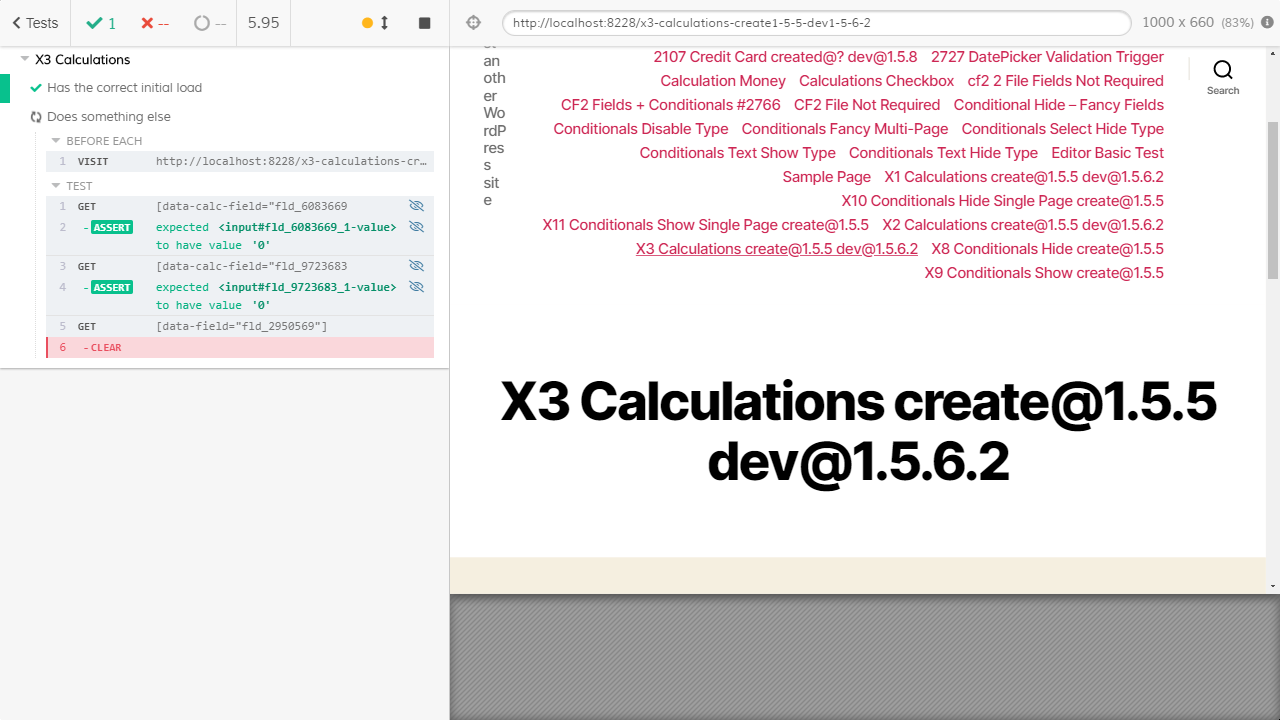 Tests
1
--
--
5.95
http://localhost:8228/x3-calculations-create1-5-5-dev1-5-6-2
1000 x 660 (83%)
X3 Calculations
Has the correct initial load
Does something else
BEFORE EACH
1 VISIT http://localhost:8228/x3-calculations-cr…
TEST
1 GET [data-calc-field="fld_6083669
2 -ASSERT expected <input#fld_6083669_1-value>
to have value '0'
3 GET [data-calc-field="fld_9723683
4 -ASSERT expected <input#fld_9723683_1-value>
to have value '0'
5 GET [data-field="fld_2950569"]
6 -CLEAR
an
oth
er
Wo
rdP
res
s
sit
e
2107 Credit Card created@? dev@1.5.8 2727 DatePicker Validation Trigger
Calculation Money Calculations Checkbox cf2 2 File Fields Not Required
CF2 Fields + Conditionals #2766 CF2 File Not Required Conditional Hide – Fancy Fields
Conditionals Disable Type Conditionals Fancy Multi-Page Conditionals Select Hide Type
Conditionals Text Show Type Conditionals Text Hide Type Editor Basic Test
Sample Page X1 Calculations create@1.5.5 dev@1.5.6.2
X10 Conditionals Hide Single Page create@1.5.5
X11 Conditionals Show Single Page create@1.5.5 X2 Calculations create@1.5.5 dev@1.5.6.2
X3 Calculations create@1.5.5 dev@1.5.6.2 X8 Conditionals Hide create@1.5.5
X9 Conditionals Show create@1.5.5
Search
X3 Calculations create@1.5.5
dev@1.5.6.2